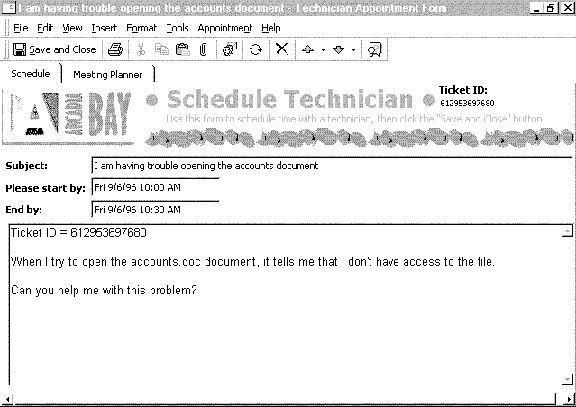 I am having trouble opening the accounts document - Technician Appointment Form
File Edit View Insert Format Tools Appointment Help
Save and Close
Schedule Meeting Planner
BAY
Schedule Technician
Ticket ID:
612953697680
Use this form to schedule time with a technician, then click the "Save and Close" button
Subject: I am having trouble opening the accounts document
Please start by: Fri 9/6/96 10:00 AM
End by: Fri 9/6/96 10:30 AM
Ticket ID = 612953697680
When I try to open the accounts.doc document, it tells me that I don't have access to the file.
Can you help me with this problem?